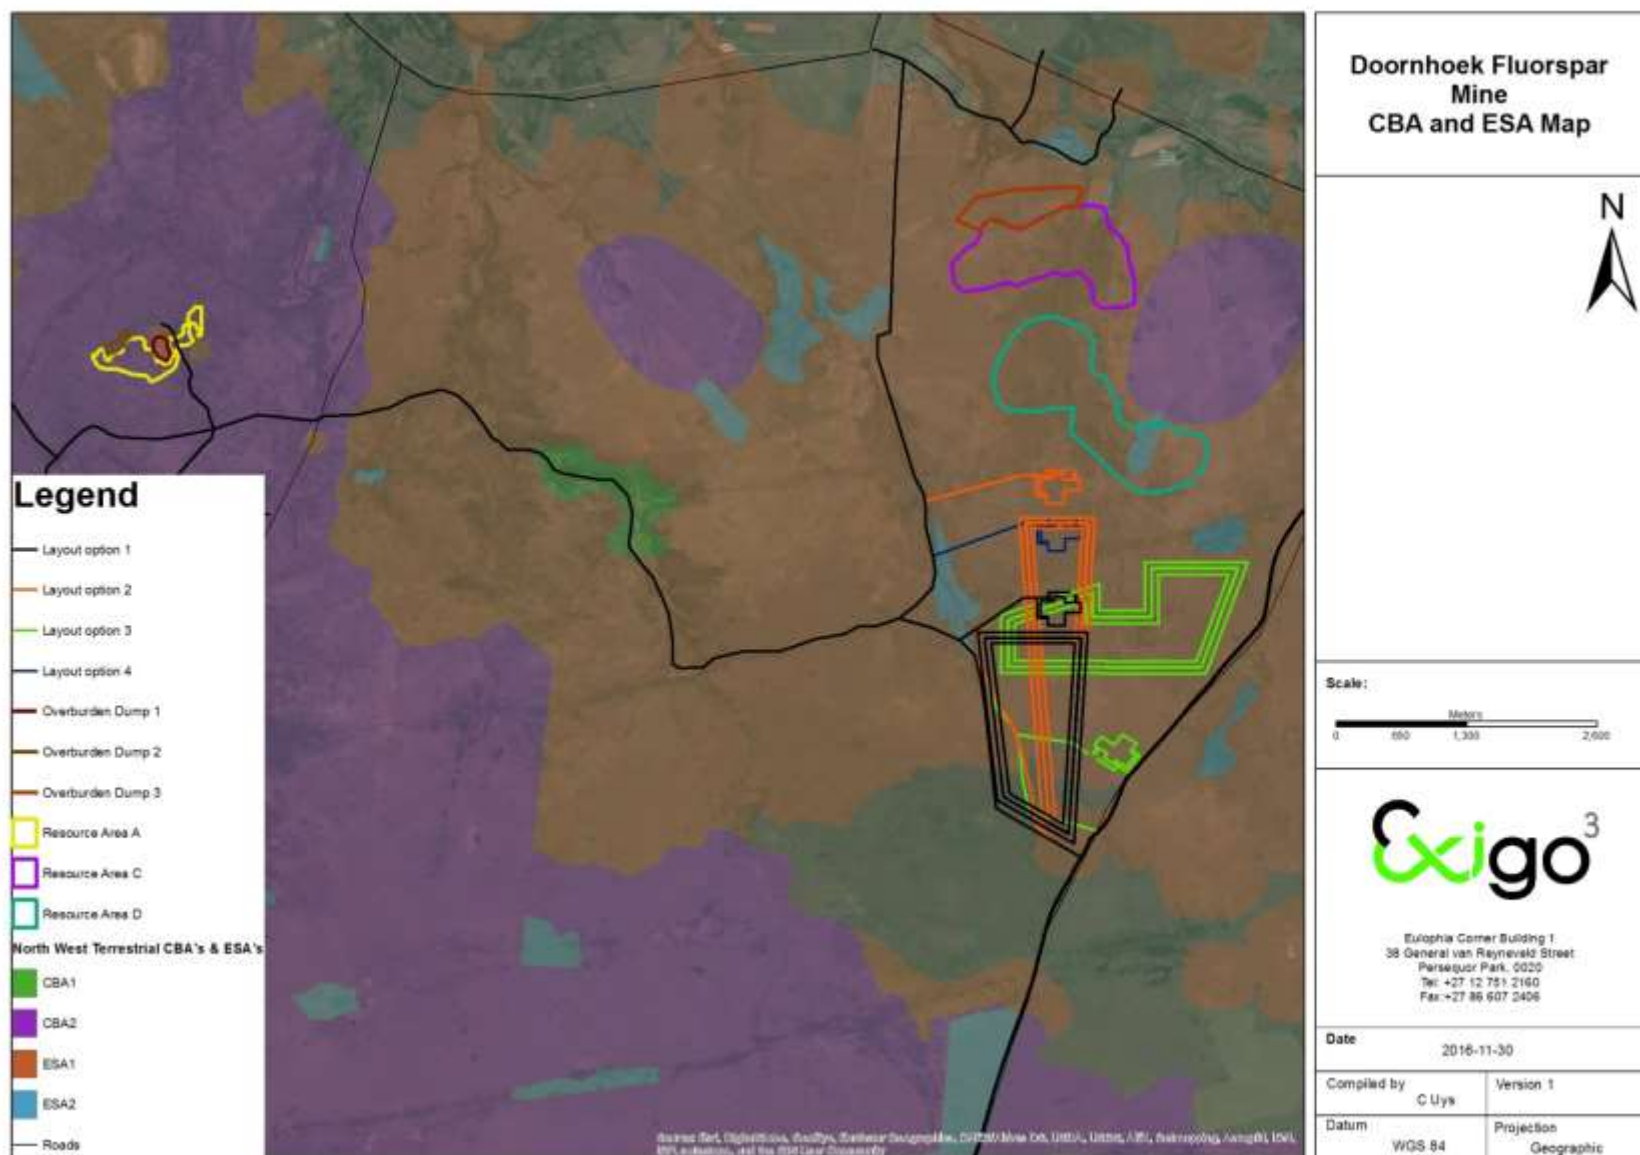 Doornhoek Fluorspar
Mine
CBA and ESA Map
N
Legend
Layout option 1
Layout option 2
Layout option 3
Layout option 4
Overburden Dump 1
Overburden Dump 2
Overburden Dump 3
Resource Area A
Resource Area C
Resource Area D
North West Terrestrial CBA's & ESA's
CBA1
CBA2
ESA1
ESA2
Roads
Scale:
Meters
0 650 1,300 2,600
Exigo3
Eulophia Corner Building 1
38 General van Reyneveld Street
Persequor Park, 0020
Tel: +27 12 751 2160
Fax: +27 86 607 2406
Date
2016-11-30
Compiled by
C Uys
Version 1
Datum
WGS 84
Projection
Geographic